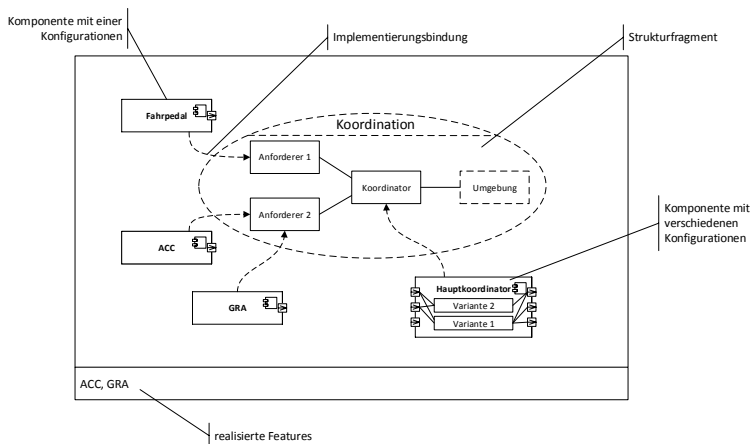 Komponente mit einer
Konfigurationen
Implementierungsbindung
Strukturfragment
Fahrpedal
Koordination
Anforderer 1
Koordinator
Umgebung
Anforderer 2
Komponente mit
verschiedenen
Konfigurationen
ACC
GRA
Hauptkoordinator
Variante 2
Variante 1
ACC, GRA
realisierte Features